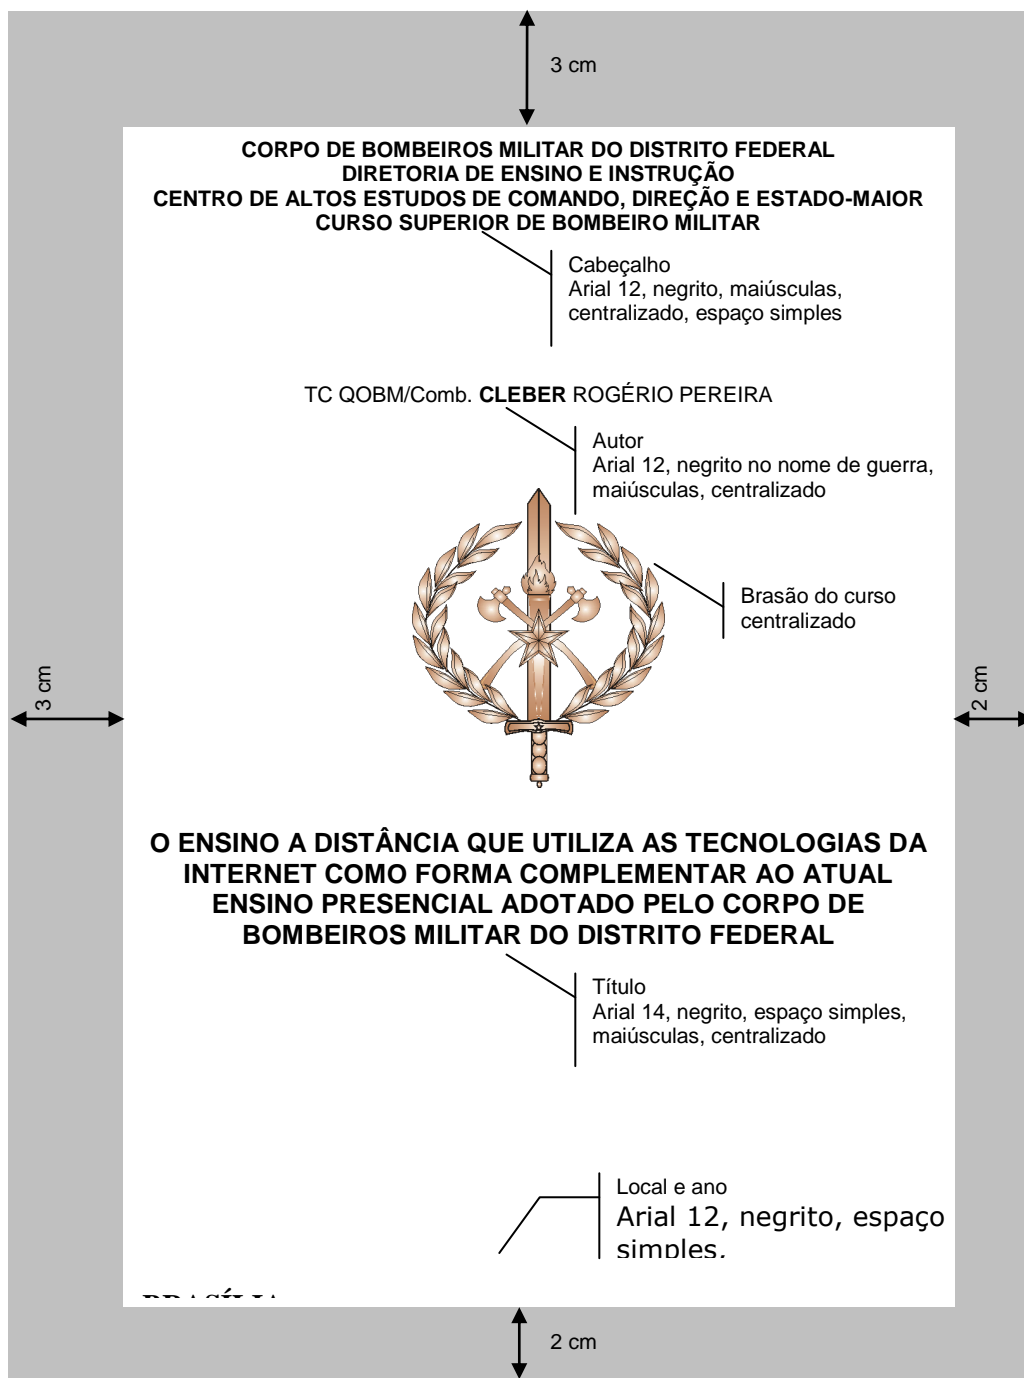 3 cm
CORPO DE BOMBEIROS MILITAR DO DISTRITO FEDERAL
DIRETORIA DE ENSINO E INSTRUÇÃO
CENTRO DE ALTOS ESTUDOS DE COMANDO, DIREÇÃO E ESTADO-MAIOR
CURSO SUPERIOR DE BOMBEIRO MILITAR
Cabeçalho
Arial 12, negrito, maiúsculas,
centralizado, espaço simples
TC QOBM/Comb. CLEBER ROGÉRIO PEREIRA
Autor
Arial 12, negrito no nome de guerra,
maiúsculas, centralizado
Brasão do curso
centralizado
3 cm
2 cm
O ENSINO A DISTÂNCIA QUE UTILIZA AS TECNOLOGIAS DA
INTERNET COMO FORMA COMPLEMENTAR AO ATUAL
ENSINO PRESENCIAL ADOTADO PELO CORPO DE
BOMBEIROS MILITAR DO DISTRITO FEDERAL
Título
Arial 14, negrito, espaço simples,
maiúsculas, centralizado
Local e ano
Arial 12, negrito, espaço
simples,
BRASÍLIA
2 cm